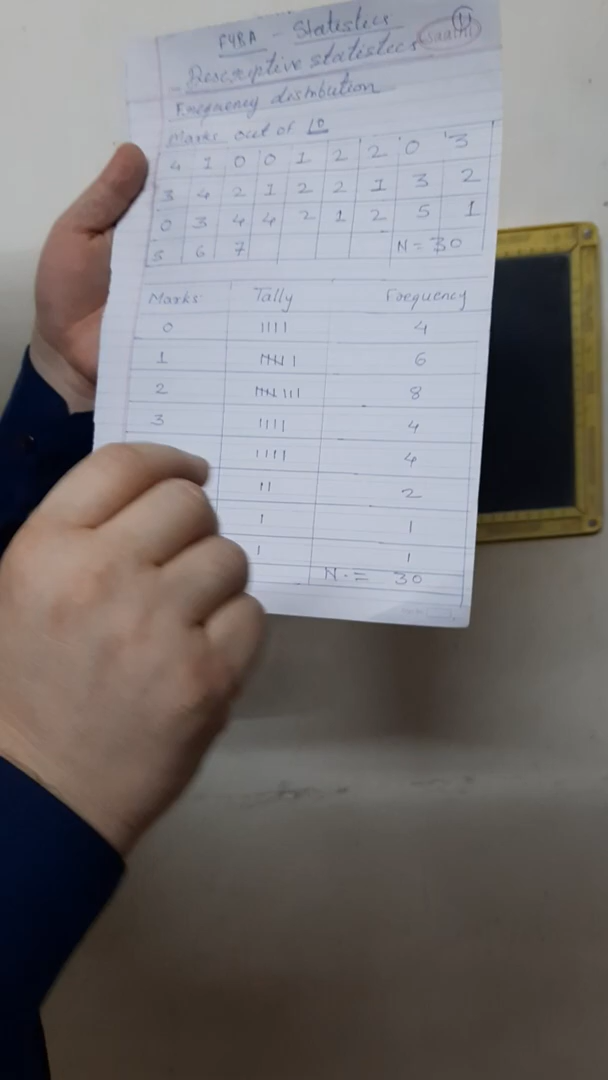 FYBA - Statistics
Descriptive statistics
Frequency distribution
Marks out of 10
4 1 0 0 1 2 2 0 3
3 4 2 1 2 2 1 3 2
0 3 4 4 2 1 2 5 1
5 6 7 N = 30
Marks Tally Frequency
0 |||| 4
1 |||| | 6
2 |||| ||| 8
3 |||| 4
|||| 4
|| 2
| 1
| 1
N = 30